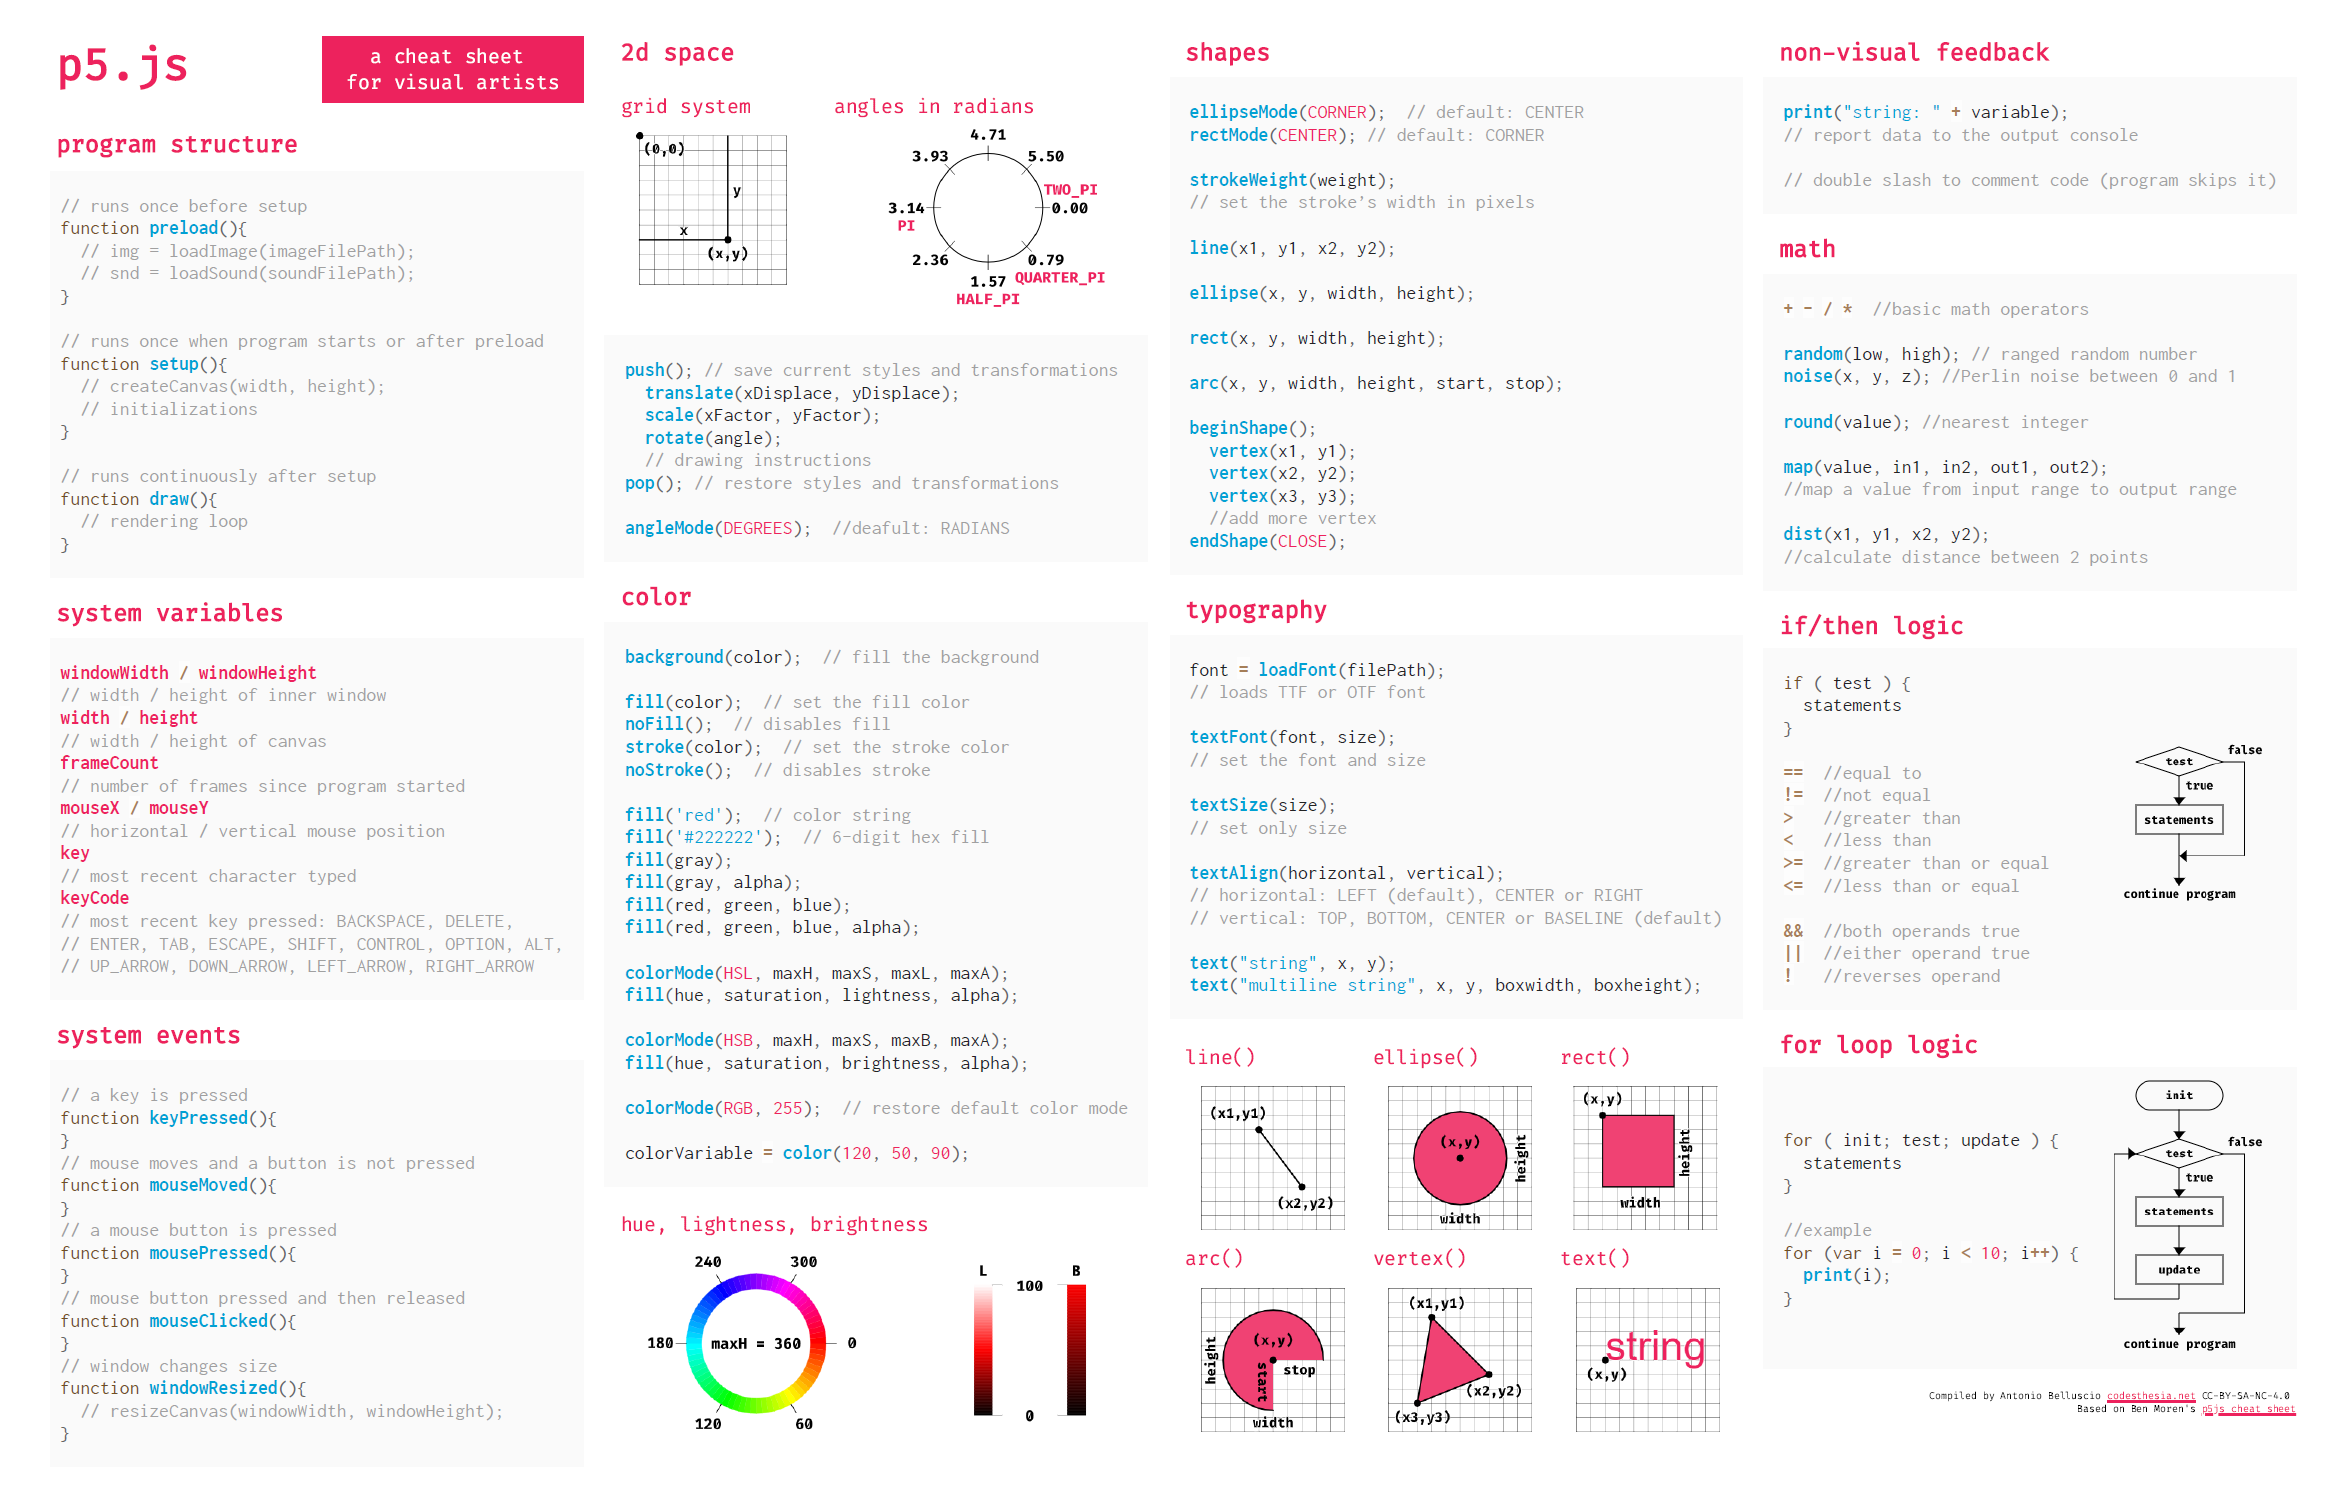 p5.js
a cheat sheet
for visual artists
program structure
// runs once before setup
function preload(){
  // img = loadImage(imageFilePath);
  // snd = loadSound(soundFilePath);
}
// runs once when program starts or after preload
function setup(){
  // createCanvas(width, height);
  // initializations
}
// runs continuously after setup
function draw(){
  // rendering loop
}
system variables
windowWidth / windowHeight
// width / height of inner window
width / height
// width / height of canvas
frameCount
// number of frames since program started
mouseX / mouseY
// horizontal / vertical mouse position
key
// most recent character typed
keyCode
// most recent key pressed: BACKSPACE, DELETE,
// ENTER, TAB, ESCAPE, SHIFT, CONTROL, OPTION, ALT,
// UP_ARROW, DOWN_ARROW, LEFT_ARROW, RIGHT_ARROW
system events
// a key is pressed
function keyPressed(){
}
// mouse moves and a button is not pressed
function mouseMoved(){
}
// a mouse button is pressed
function mousePressed(){
}
// mouse button pressed and then released
function mouseClicked(){
}
// window changes size
function windowResized(){
  // resizeCanvas(windowWidth, windowHeight);
}
2d space
grid system
(0,0)
y
x
(x,y)
angles in radians
4.71
3.93
5.50
TWO_PI
3.14
0.00
PI
2.36
0.79
1.57
QUARTER_PI
HALF_PI
push(); // save current styles and transformations
  translate(xDisplace, yDisplace);
  scale(xFactor, yFactor);
  rotate(angle);
  // drawing instructions
pop(); // restore styles and transformations
angleMode(DEGREES);  //deafult: RADIANS
color
background(color);  // fill the background
fill(color);  // set the fill color
noFill();  // disables fill
stroke(color);  // set the stroke color
noStroke();  // disables stroke
fill('red');  // color string
fill('#222222');  // 6-digit hex fill
fill(gray);
fill(gray, alpha);
fill(red, green, blue);
fill(red, green, blue, alpha);
colorMode(HSL, maxH, maxS, maxL, maxA);
fill(hue, saturation, lightness, alpha);
colorMode(HSB, maxH, maxS, maxB, maxA);
fill(hue, saturation, brightness, alpha);
colorMode(RGB, 255);  // restore default color mode
colorVariable = color(120, 50, 90);
hue, lightness, brightness
240
300
180
maxH = 360
0
120
60
L
100
B
0
shapes
ellipseMode(CORNER);  // default: CENTER
rectMode(CENTER); // default: CORNER
strokeWeight(weight);
// set the stroke’s width in pixels
line(x1, y1, x2, y2);
ellipse(x, y, width, height);
rect(x, y, width, height);
arc(x, y, width, height, start, stop);
beginShape();
  vertex(x1, y1);
  vertex(x2, y2);
  vertex(x3, y3);
  //add more vertex
endShape(CLOSE);
typography
font = loadFont(filePath);
// loads TTF or OTF font
textFont(font, size);
// set the font and size
textSize(size);
// set only size
textAlign(horizontal, vertical);
// horizontal: LEFT (default), CENTER or RIGHT
// vertical: TOP, BOTTOM, CENTER or BASELINE (default)
text("string", x, y);
text("multiline string", x, y, boxwidth, boxheight);
line()
(x1,y1)
(x2,y2)
ellipse()
(x,y)
height
width
rect()
(x,y)
height
width
arc()
(x,y)
height
start
stop
width
vertex()
(x1,y1)
(x2,y2)
(x3,y3)
text()
string
(x,y)
non-visual feedback
print("string: " + variable);
// report data to the output console
// double slash to comment code (program skips it)
math
+ - / *  //basic math operators
random(low, high); // ranged random number
noise(x, y, z); //Perlin noise between 0 and 1
round(value); //nearest integer
map(value, in1, in2, out1, out2);
//map a value from input range to output range
dist(x1, y1, x2, y2);
//calculate distance between 2 points
if/then logic
if ( test ) {
  statements
}
==  //equal to
!=  //not equal
>   //greater than
<   //less than
>=  //greater than or equal
<=  //less than or equal
&&  //both operands true
||  //either operand true
!   //reverses operand
test
false
true
statements
continue program
for loop logic
for ( init; test; update ) {
  statements
}
//example
for (var i = 0; i < 10; i++) {
  print(i);
}
init
test
false
true
statements
update
continue program
Compiled by Antonio Belluscio codesthesia.net CC-BY-SA-NC-4.0
Based on Ben Moren's p5js cheat sheet